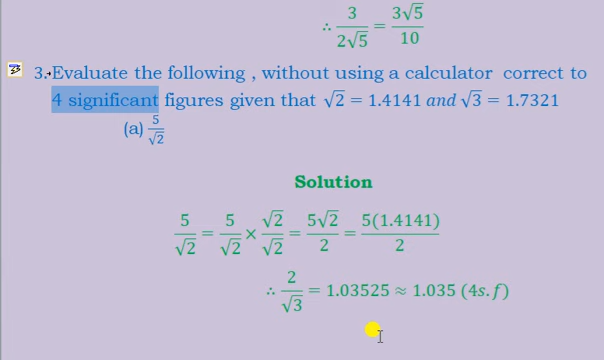 ∴ 3/2√5 = 3√5/10
3. Evaluate the following , without using a calculator correct to
4 significant figures given that √2 = 1.4141 and √3 = 1.7321
(a) 5/√2
Solution
5/√2 = 5/√2 × √2/√2 = 5√2/2 = 5(1.4141)/2
∴ 2/√3 = 1.03525 ≈ 1.035 (4s.f)